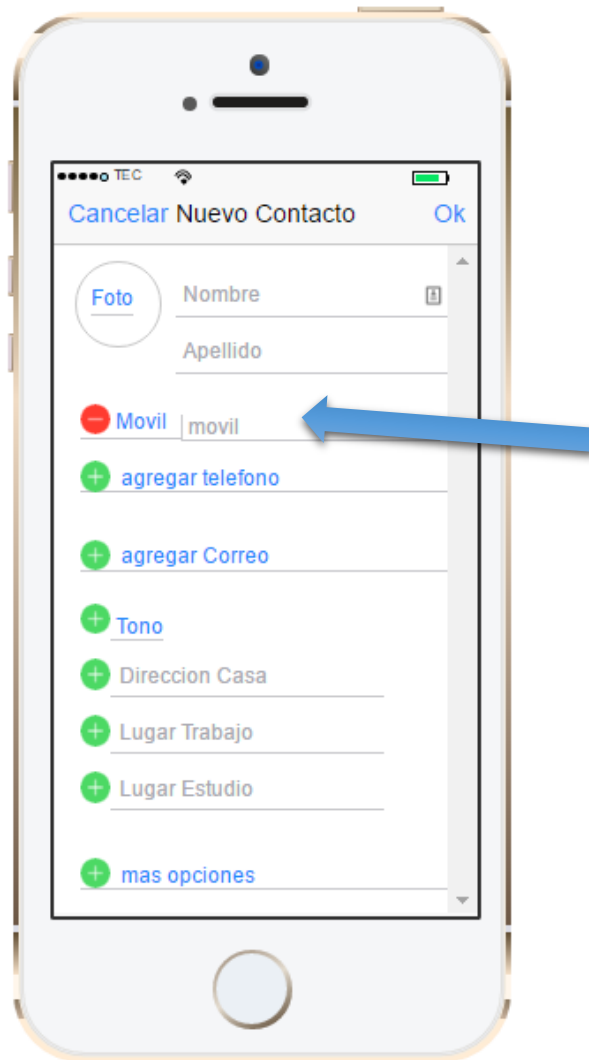 TEC
Cancelar Nuevo Contacto Ok
Foto
Nombre
Apellido
Movil movil
agregar telefono
agregar Correo
Tono
Direccion Casa
Lugar Trabajo
Lugar Estudio
mas opciones